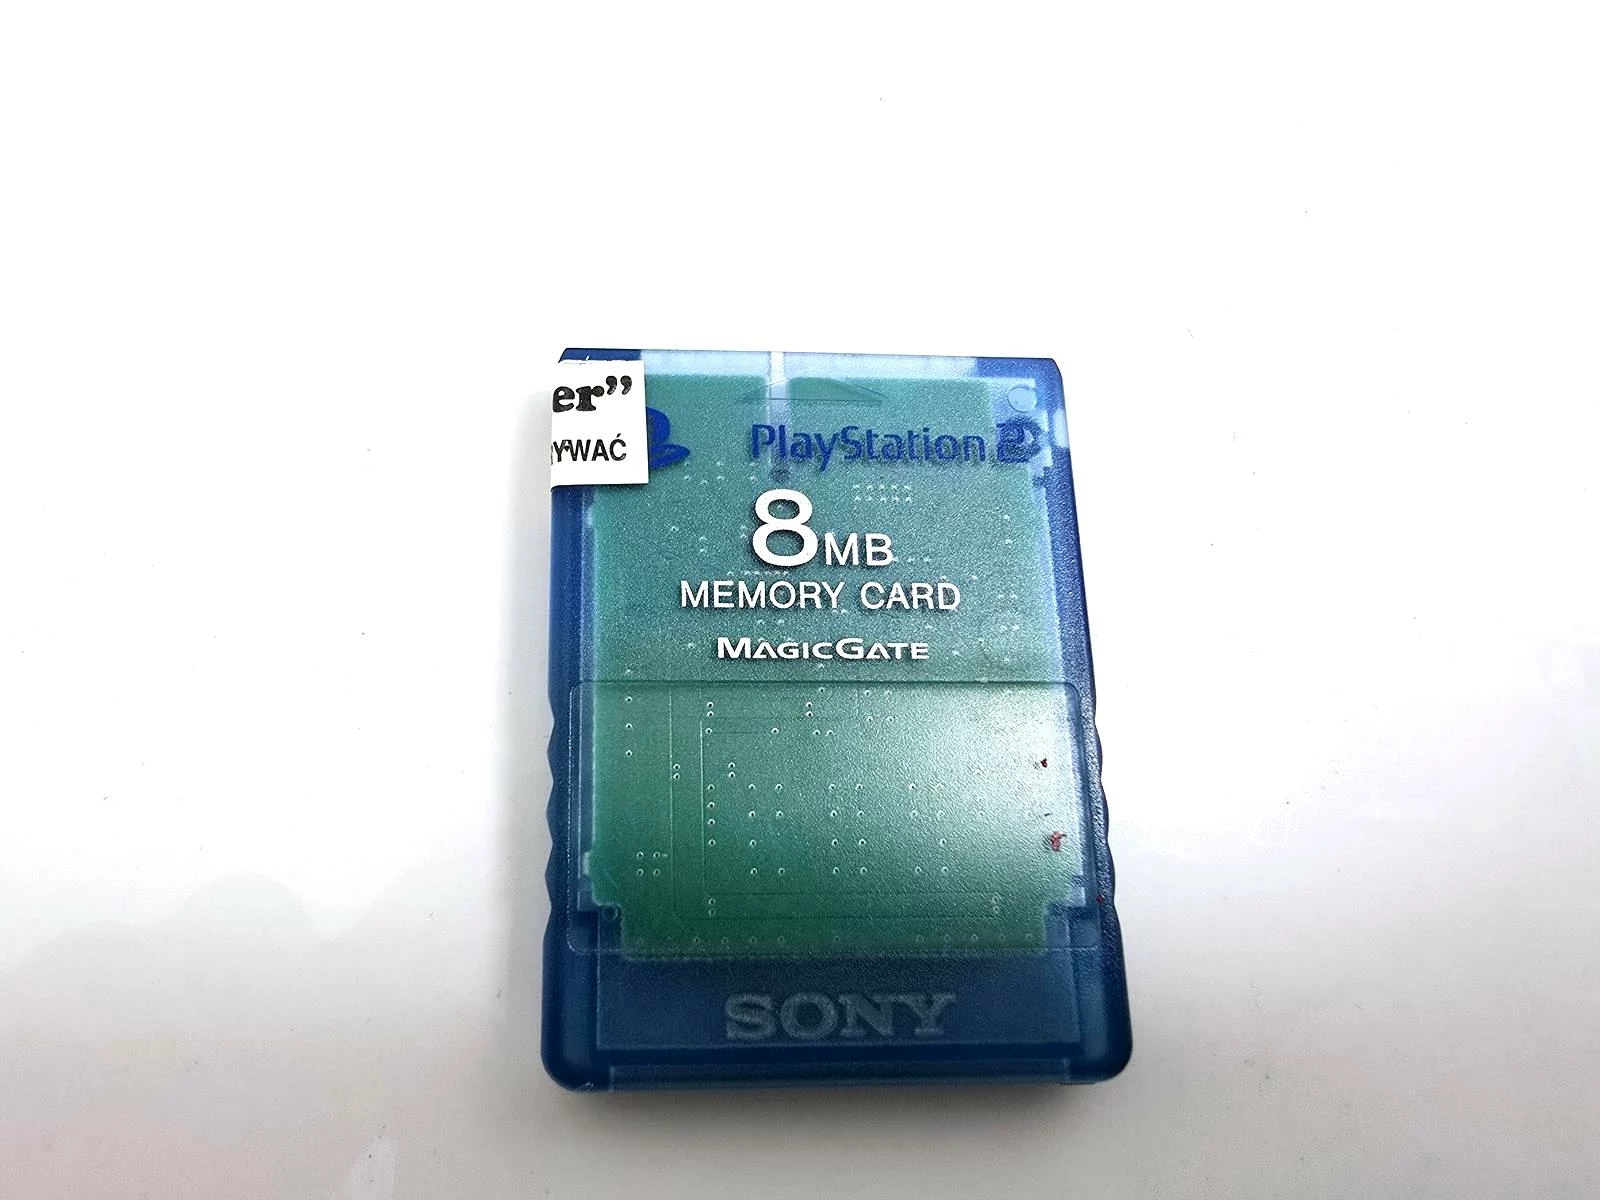 er”
YWAĆ
PlayStation 2
8MB
MEMORY CARD
MAGICGATE
SONY